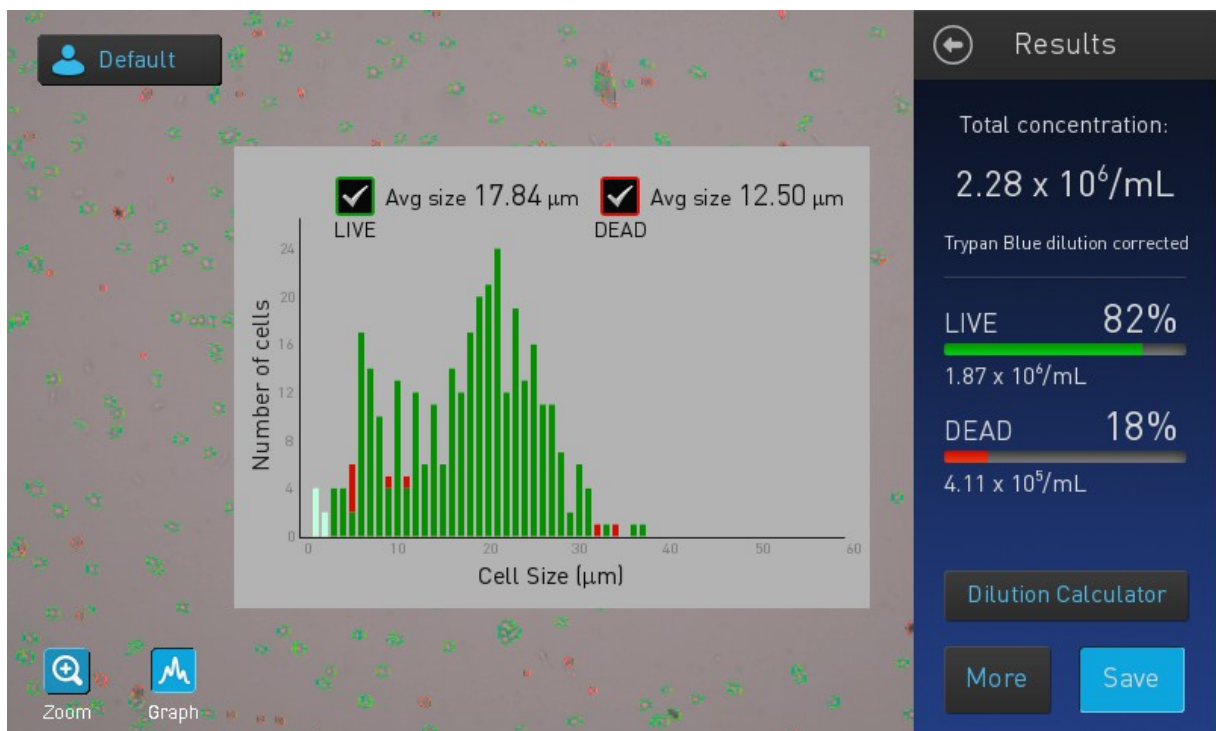 Default
Results
Total concentration:
2.28 x 10⁶/mL
Trypan Blue dilution corrected
LIVE 82%
1.87 x 10⁶/mL
DEAD 18%
4.11 x 10⁵/mL
Dilution Calculator
More Save
Avg size 17.84 µm Avg size 12.50 µm
LIVE DEAD
Number of cells
24
20
16
12
8
4
0
0 10 20 30 40 50 60
Cell Size (µm)
Zoom Graph